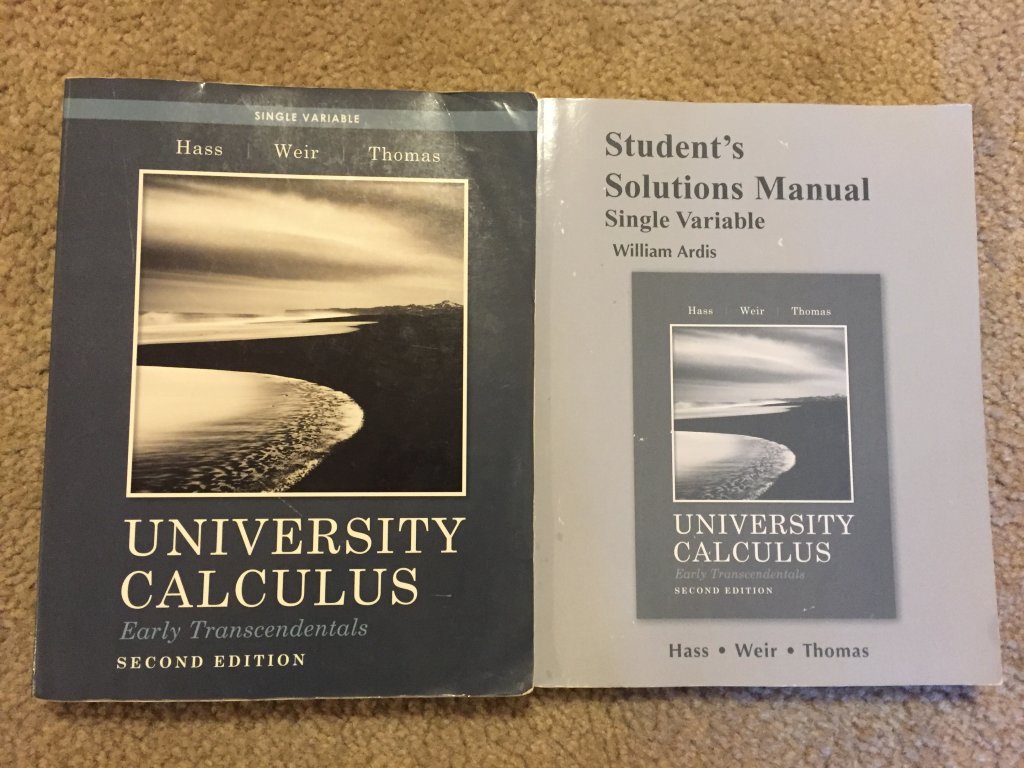 SINGLE VARIABLE
Hass | Weir | Thomas
UNIVERSITY
CALCULUS
Early Transcendentals
SECOND EDITION
Student's
Solutions Manual
Single Variable
William Ardis
Hass | Weir | Thomas
UNIVERSITY
CALCULUS
Early Transcendentals
SECOND EDITION
Hass • Weir • Thomas